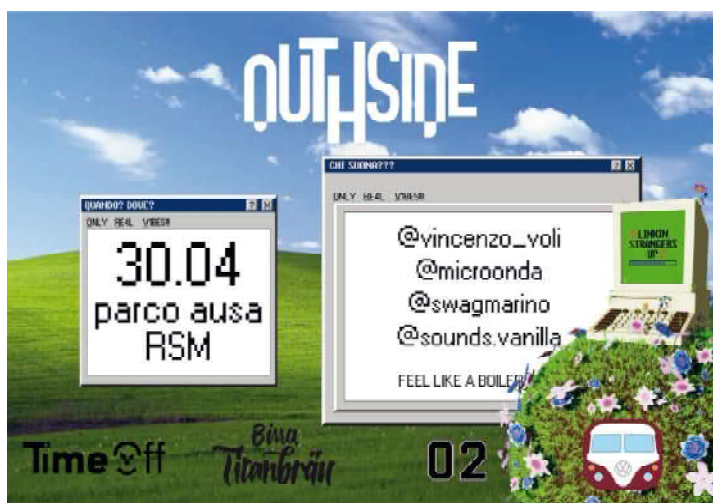 OUTHSIDE
QUANDO? DOVE?
ONLY REAL VIBES!!
30.04
parco ausa
RSM
CHI SUONA???
ONLY REAL VIBES!!
@vincenzo_voli
@microonda
@swagmarino
@sounds.vanilla
FEEL LIKE A BOILER
LINKIN
STRANGERS
UP
Time Off
Birra
Titanbräu
02